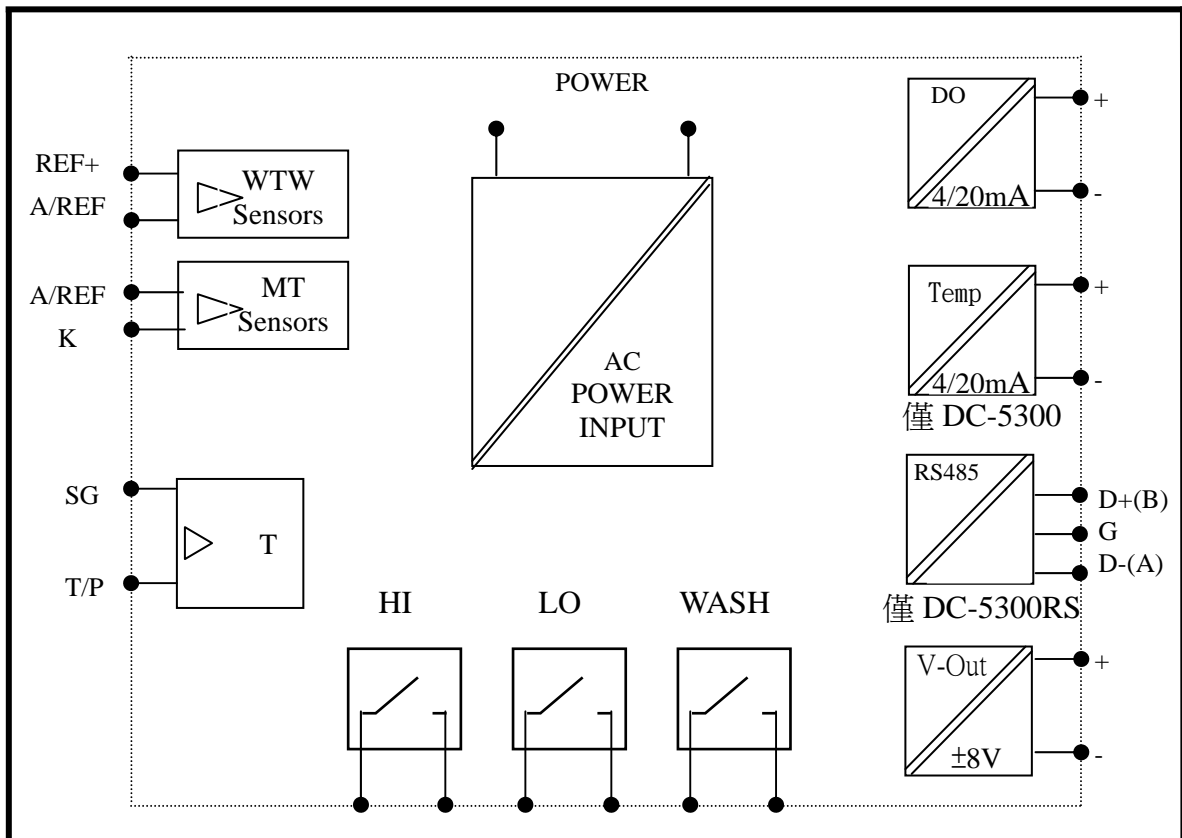 POWER
REF+
A/REF
WTW
Sensors
A/REF
K
MT
Sensors
AC
POWER
INPUT
SG
T/P
T
HI
LO
WASH
DO
4/20mA
+
-
Temp
4/20mA
+
-
僅 DC-5300
RS485
D+(B)
G
D-(A)
僅 DC-5300RS
V-Out
±8V
+
-